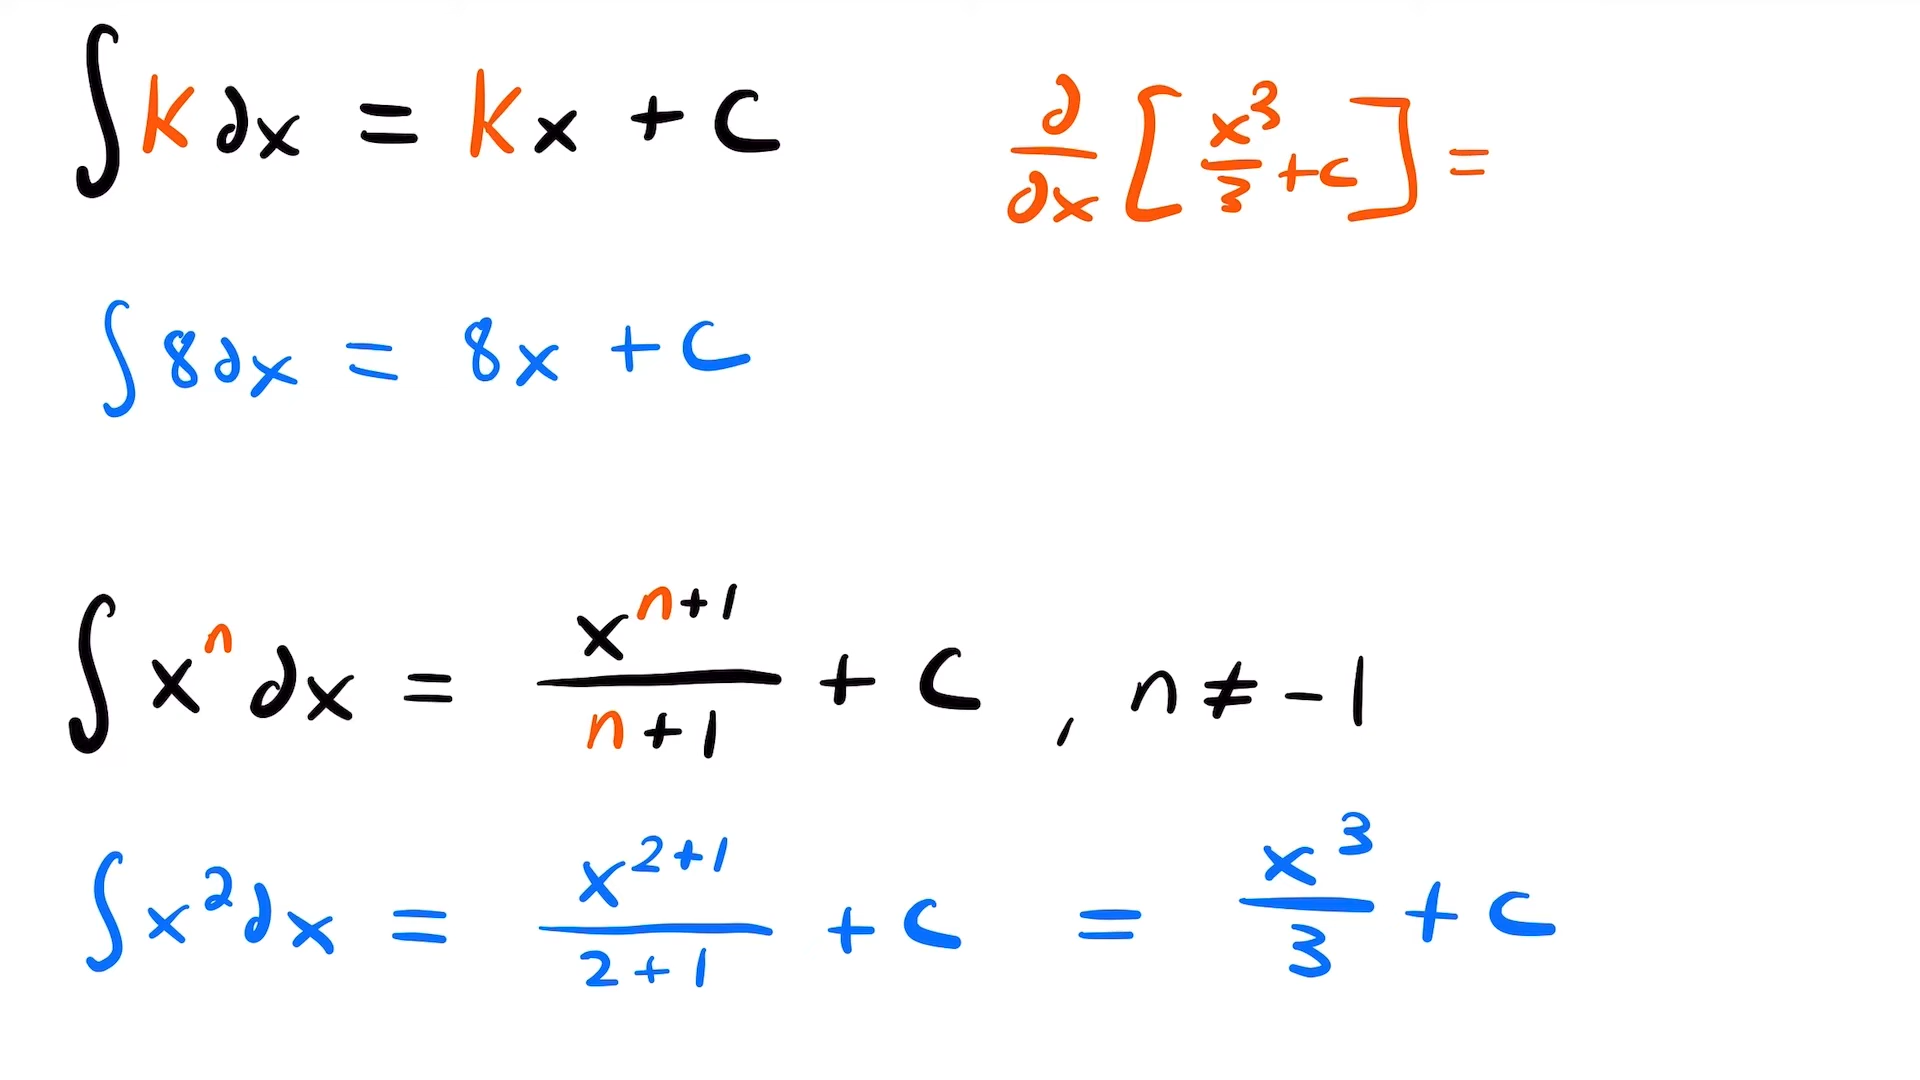 ∫k∂x = kx + c
∂/∂x [x³/3 + c] =
∫8∂x = 8x + c
∫xⁿ∂x = xⁿ⁺¹/(n+1) + c , n ≠ -1
∫x²∂x = x²⁺¹/(2+1) + c = x³/3 + c